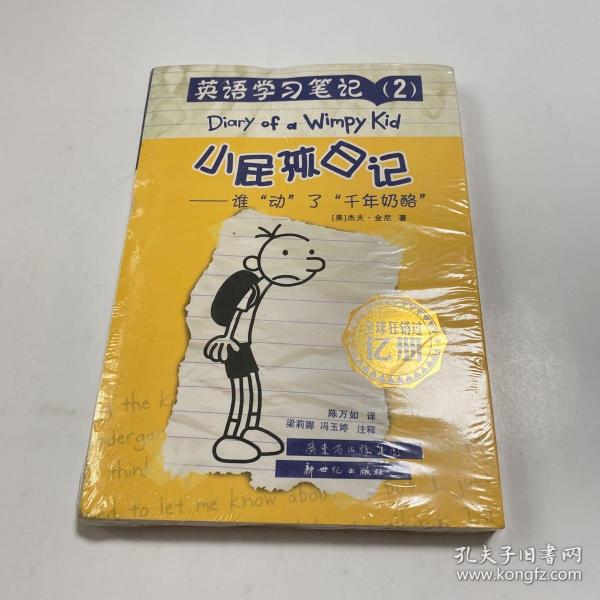 英语学习笔记（2）
Diary of a Wimpy Kid
小屁孩日记
——谁“动”了“千年奶酪”
[美]杰夫·金尼 著
全球狂销过
亿册
陈万如 译
梁莉娜 冯玉婷 注释
the k
dergar
think
d to let me know abou
广东省出版集团
新世纪出版社
孔夫子旧书网
www.kongfz.com